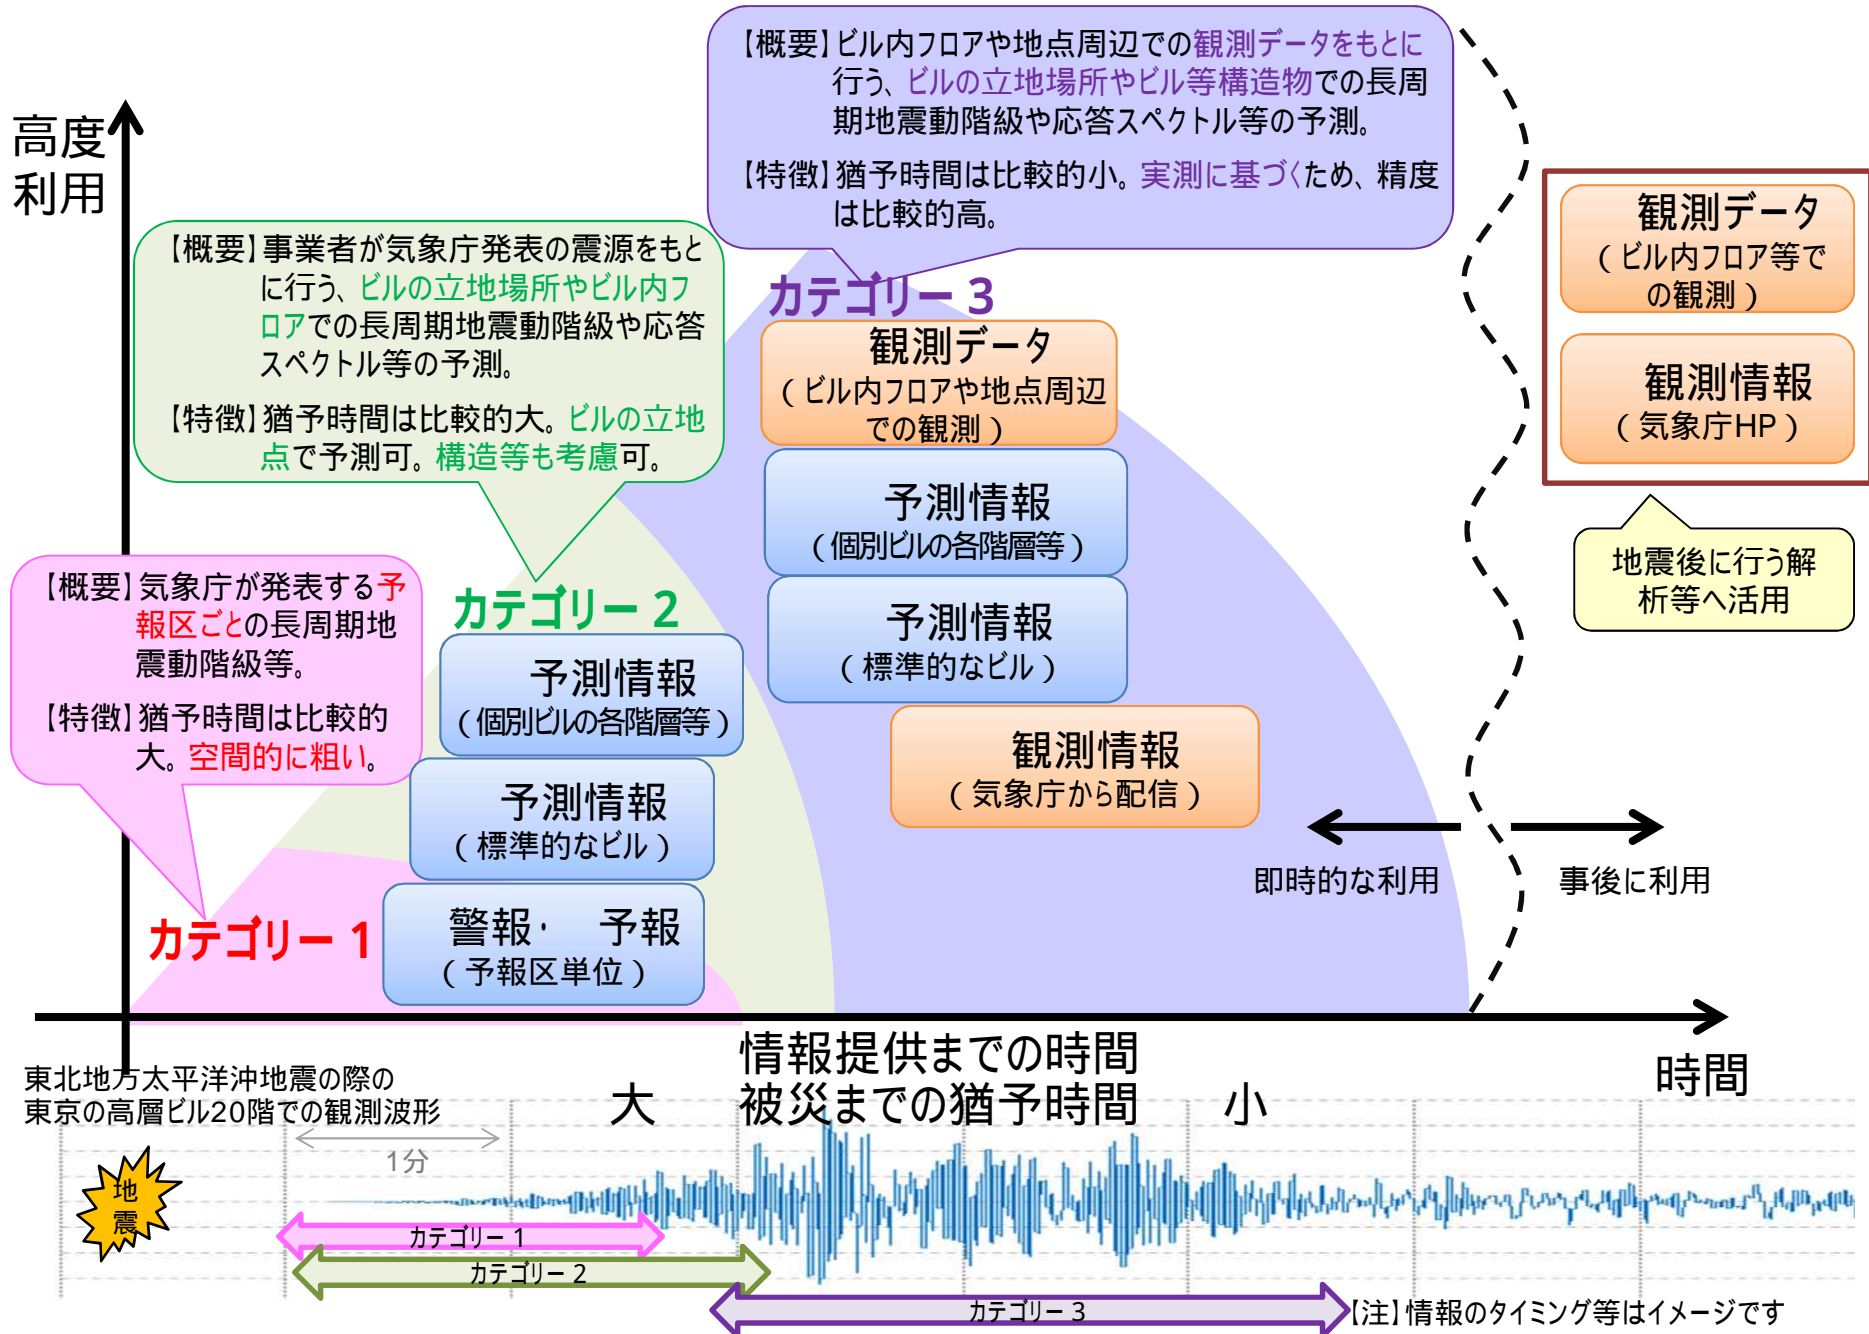 【概要】ビル内フロアや地点周辺での観測データをもとに
行う、ビルの立地場所やビル等構造物での長周
期地震動階級や応答スペクトル等の予測。
【特徴】猶予時間は比較的小。実測に基づくため、精度
は比較的高。
高度
利用
【概要】事業者が気象庁発表の震源をもと
に行う、ビルの立地場所やビル内フ
ロアでの長周期地震動階級や応答
スペクトル等の予測。
【特徴】猶予時間は比較的大。ビルの立地
点で予測可。構造等も考慮可。
【概要】気象庁が発表する予
報区ごとの長周期地
震動階級等。
【特徴】猶予時間は比較的
大。空間的に粗い。
カテゴリー 3
観測データ
（ビル内フロアや地点周辺
での観測）
予測情報
（個別ビルの各階層等）
予測情報
（標準的なビル）
観測情報
（気象庁から配信）
カテゴリー 2
予測情報
（個別ビルの各階層等）
予測情報
（標準的なビル）
カテゴリー 1
警報・ 予報
（予報区単位）
観測データ
（ビル内フロア等で
の観測）
観測情報
（気象庁HP）
地震後に行う解
析等へ活用
即時的な利用
事後に利用
情報提供までの時間
時間
大 被災までの猶予時間 小
東北地方太平洋沖地震の際の
東京の高層ビル20階での観測波形
1分
地
震
カテゴリー 1
カテゴリー 2
カテゴリー 3
【注】情報のタイミング等はイメージです